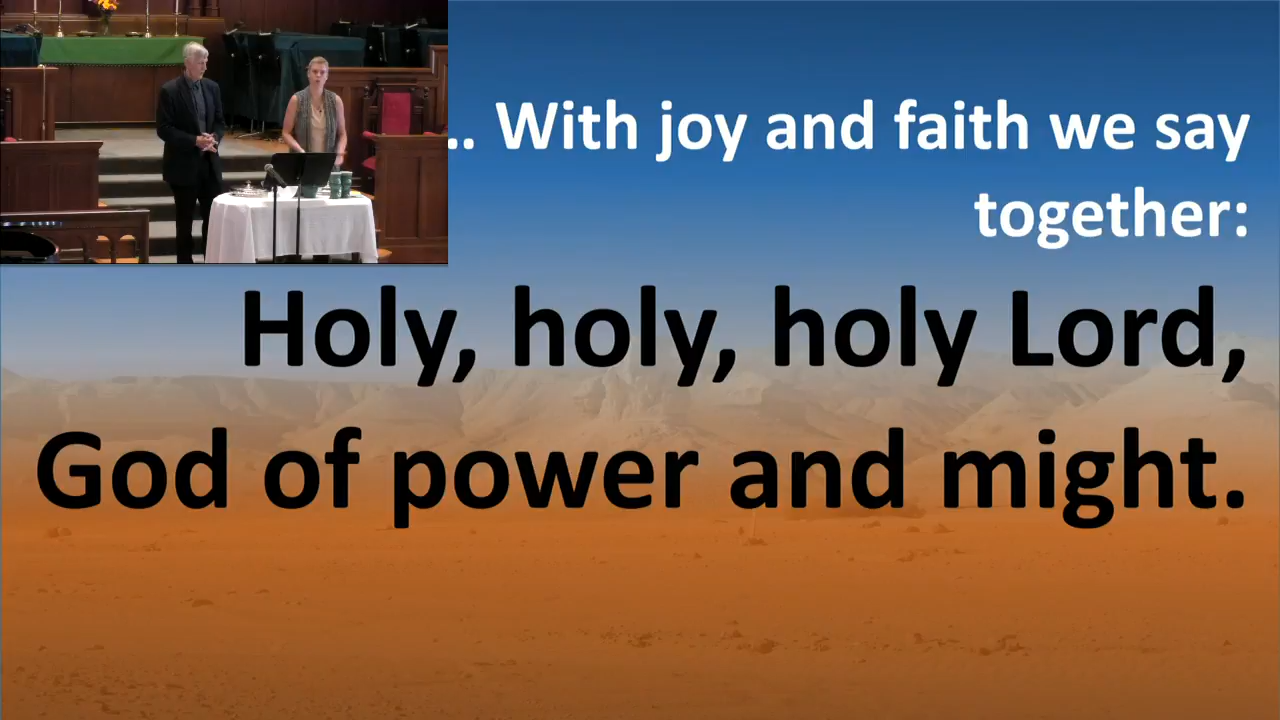 .. With joy and faith we say
together:
Holy, holy, holy Lord,
God of power and might.